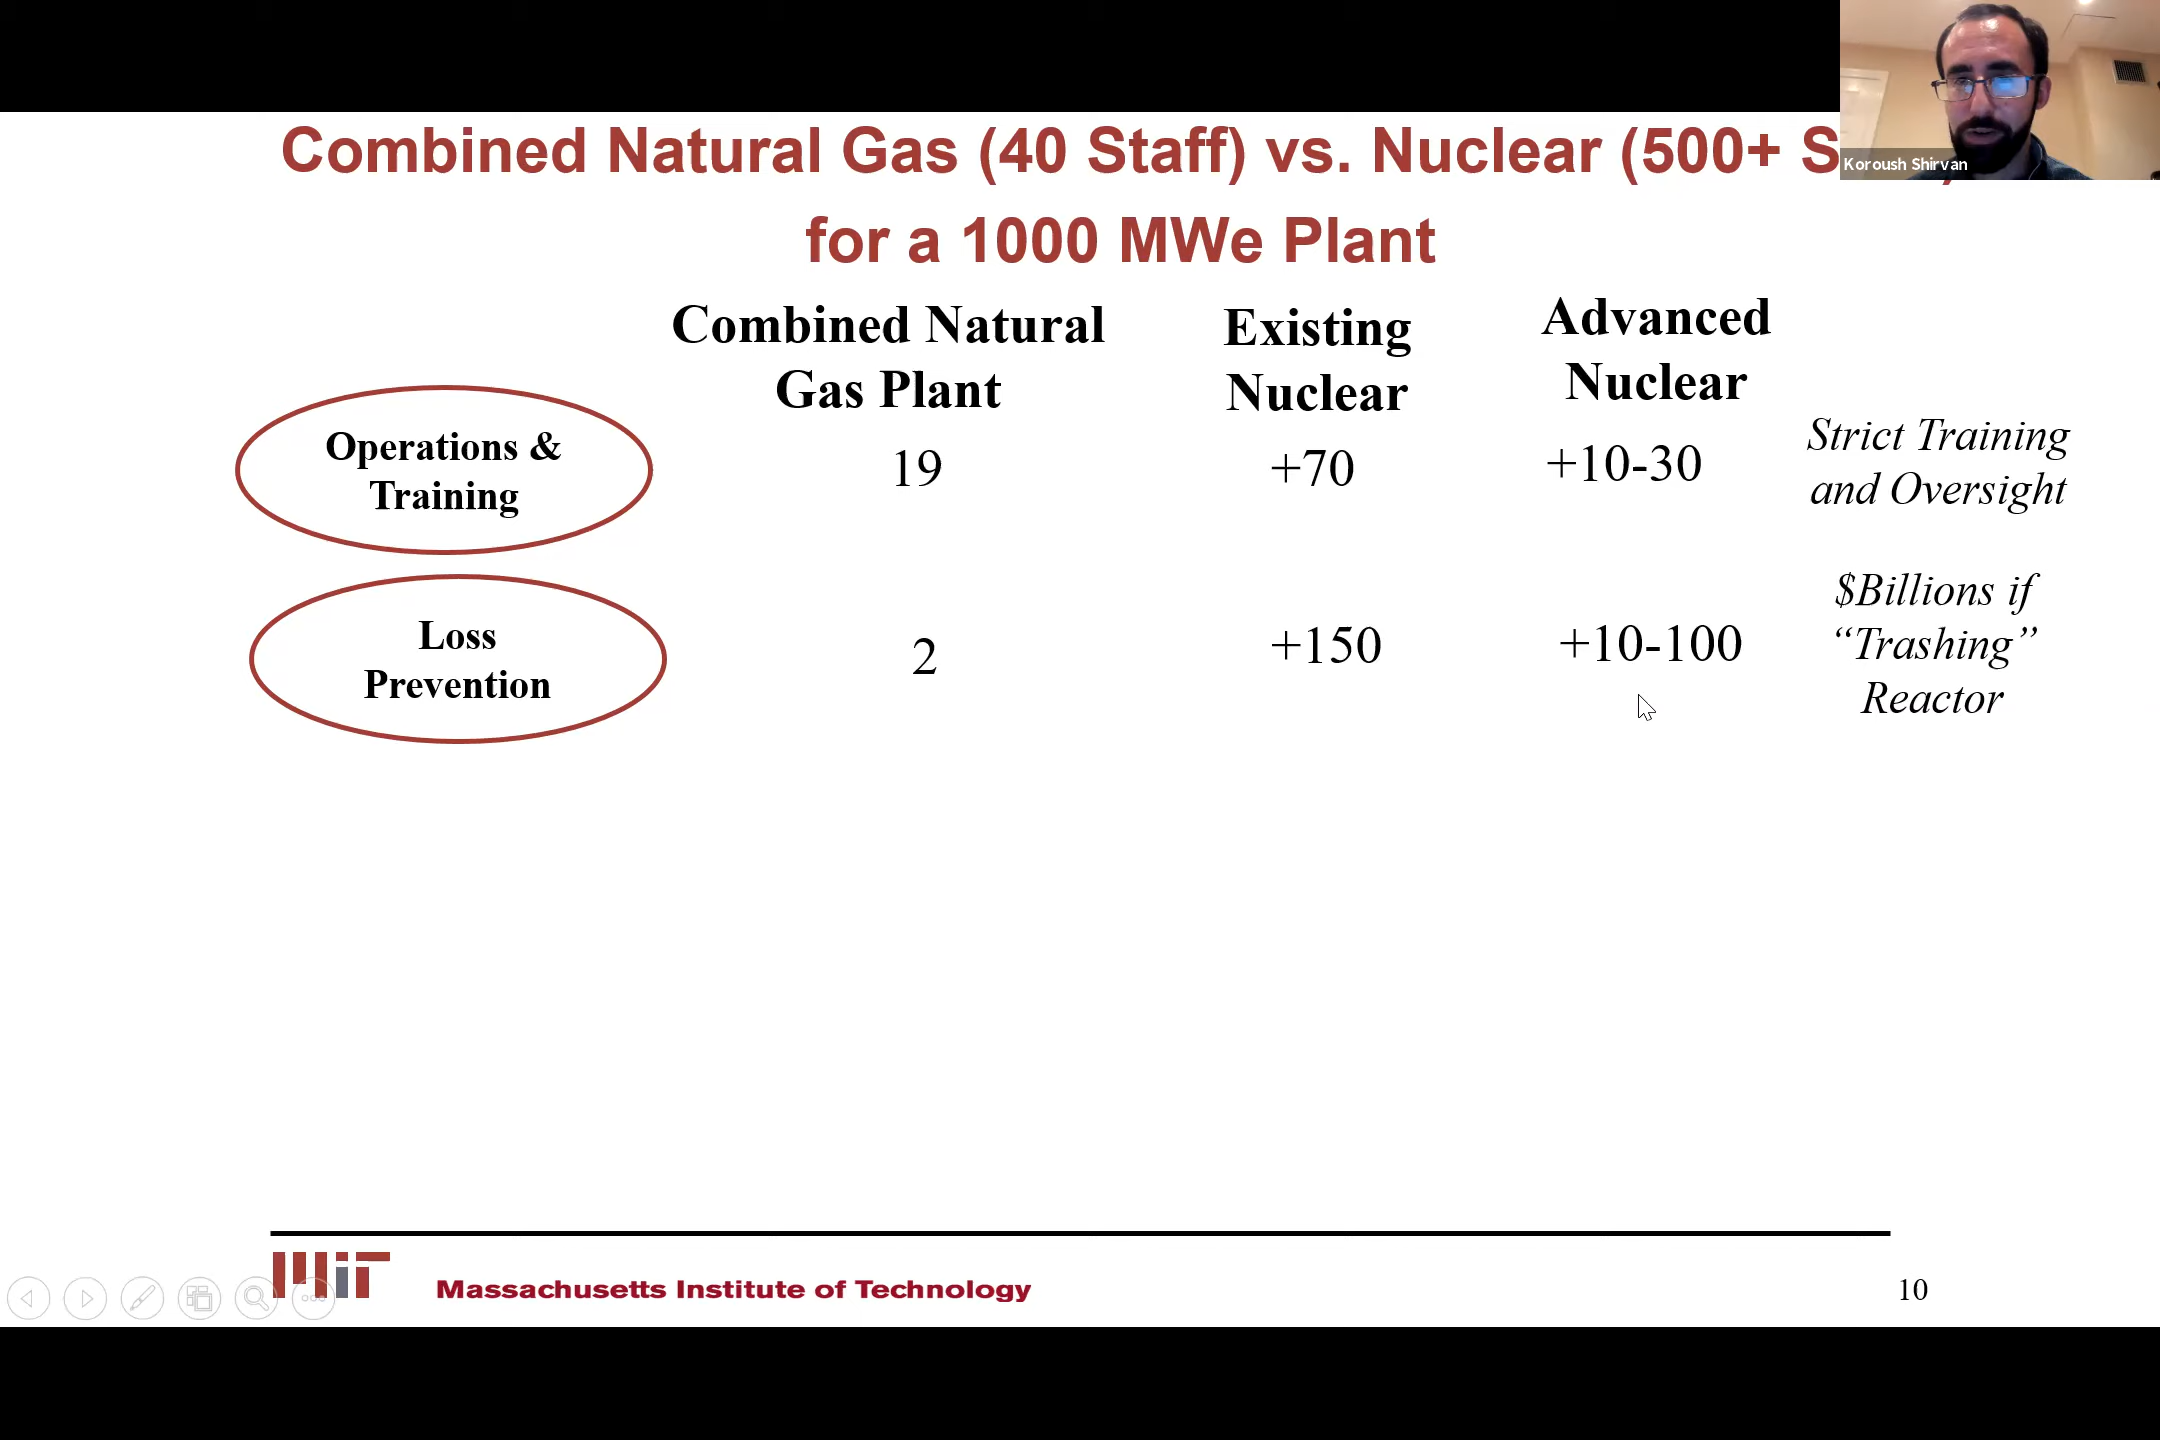 Koroush Shirvan
Combined Natural Gas (40 Staff) vs. Nuclear (500+ S
for a 1000 MWe Plant
Combined Natural
Gas Plant
Existing
Nuclear
Advanced
Nuclear
Operations &
Training
19
+70
+10-30
Strict Training
and Oversight
Loss
Prevention
2
+150
+10-100
$Billions if
“Trashing”
Reactor
MIT
Massachusetts Institute of Technology
10